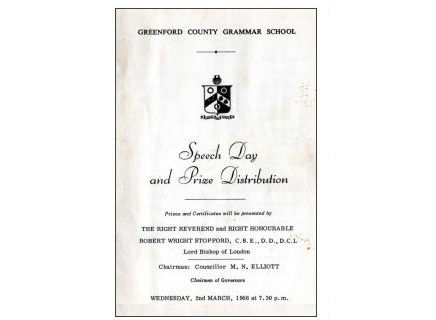 GREENFORD COUNTY GRAMMAR SCHOOL
Speech Day
and Prize Distribution
Prizes and Certificates will be presented by
THE RIGHT REVEREND and RIGHT HONOURABLE
ROBERT WRIGHT STOPFORD, C.B.E., D.D., D.C.L
Lord Bishop of London
Chairman: Councillor M. N. ELLIOTT
Chairman of Governors
WEDNESDAY, 2nd MARCH, 1966 at 7.30 p.m.